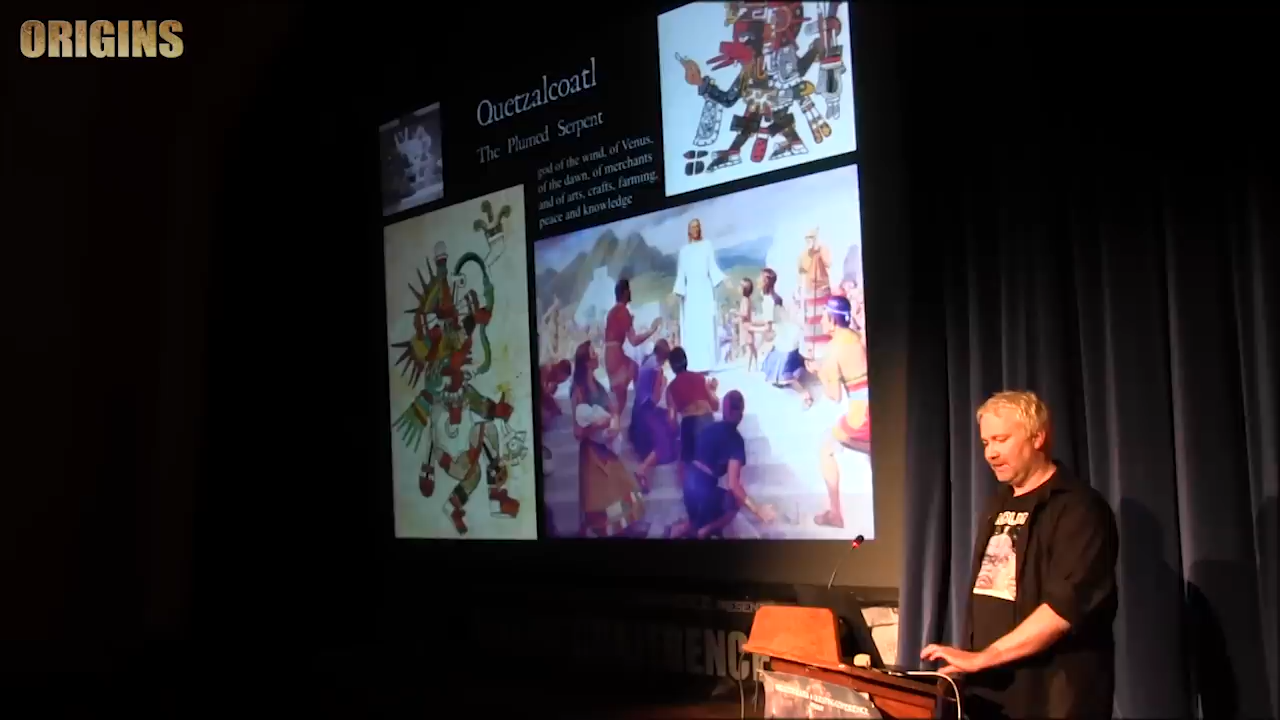 ORIGINS
Quetzalcoatl
The Plumed Serpent
god of the wind, of Venus,
of the dawn, of merchants
and of arts, crafts, farming,
peace and knowledge